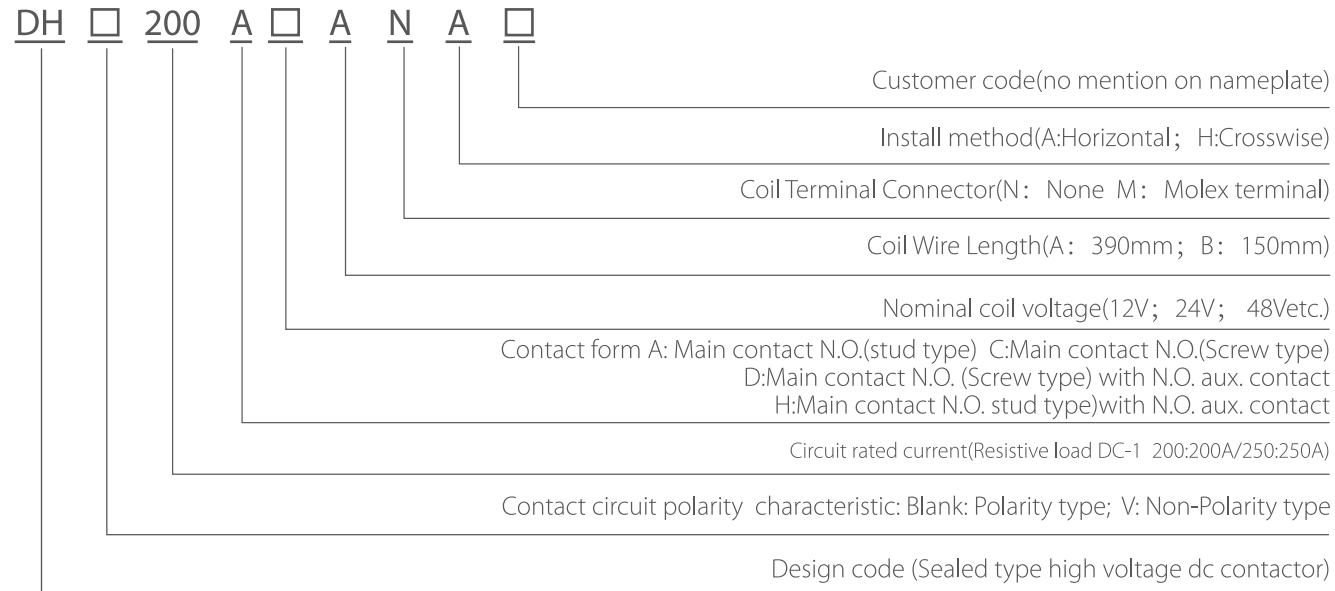 DH □ 200 A □ A N A □
Customer code(no mention on nameplate)
Install method(A:Horizontal； H:Crosswise)
Coil Terminal Connector(N： None M： Molex terminal)
Coil Wire Length(A： 390mm； B： 150mm)
Nominal coil voltage(12V； 24V； 48Vetc.)
Contact form A: Main contact N.O.(stud type) C:Main contact N.O.(Screw type)
D:Main contact N.O. (Screw type) with N.O. aux. contact
H:Main contact N.O. stud type)with N.O. aux. contact
Circuit rated current(Resistive load DC-1 200:200A/250:250A)
Contact circuit polarity characteristic: Blank: Polarity type; V: Non-Polarity type
Design code (Sealed type high voltage dc contactor)